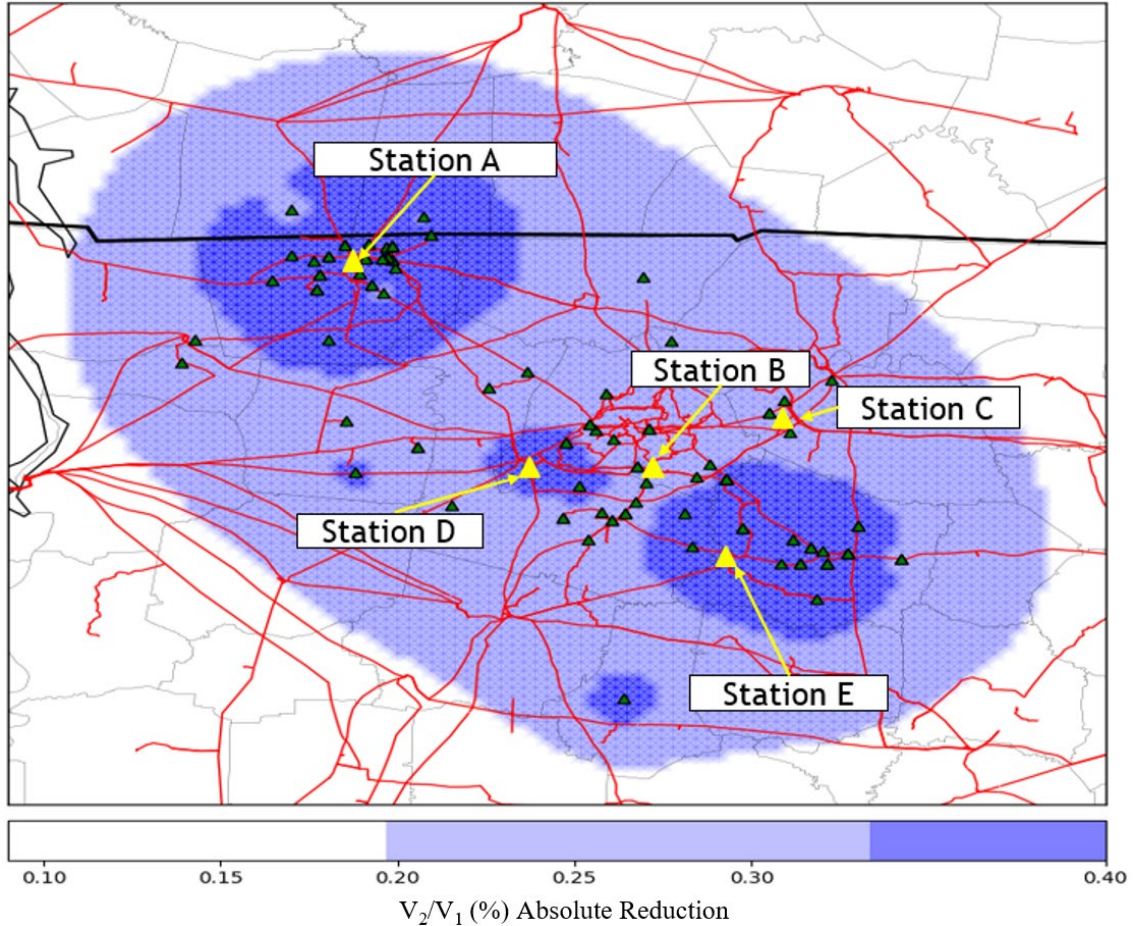 Station A
Station B
Station C
Station D
Station E
0.10 0.15 0.20 0.25 0.30 0.40
V₂/V₁ (%) Absolute Reduction